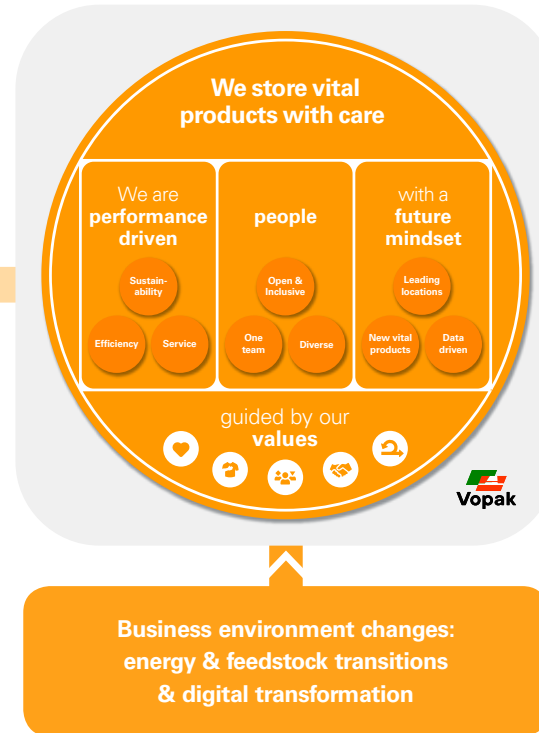 We store vital
products with care
We are
performance
driven
Sustain-
ability
Efficiency
Service
people
Open &
Inclusive
One
team
Diverse
with a
future
mindset
Leading
locations
New vital
products
Data
driven
guided by our
values
Vopak
Business environment changes:
energy & feedstock transitions
& digital transformation